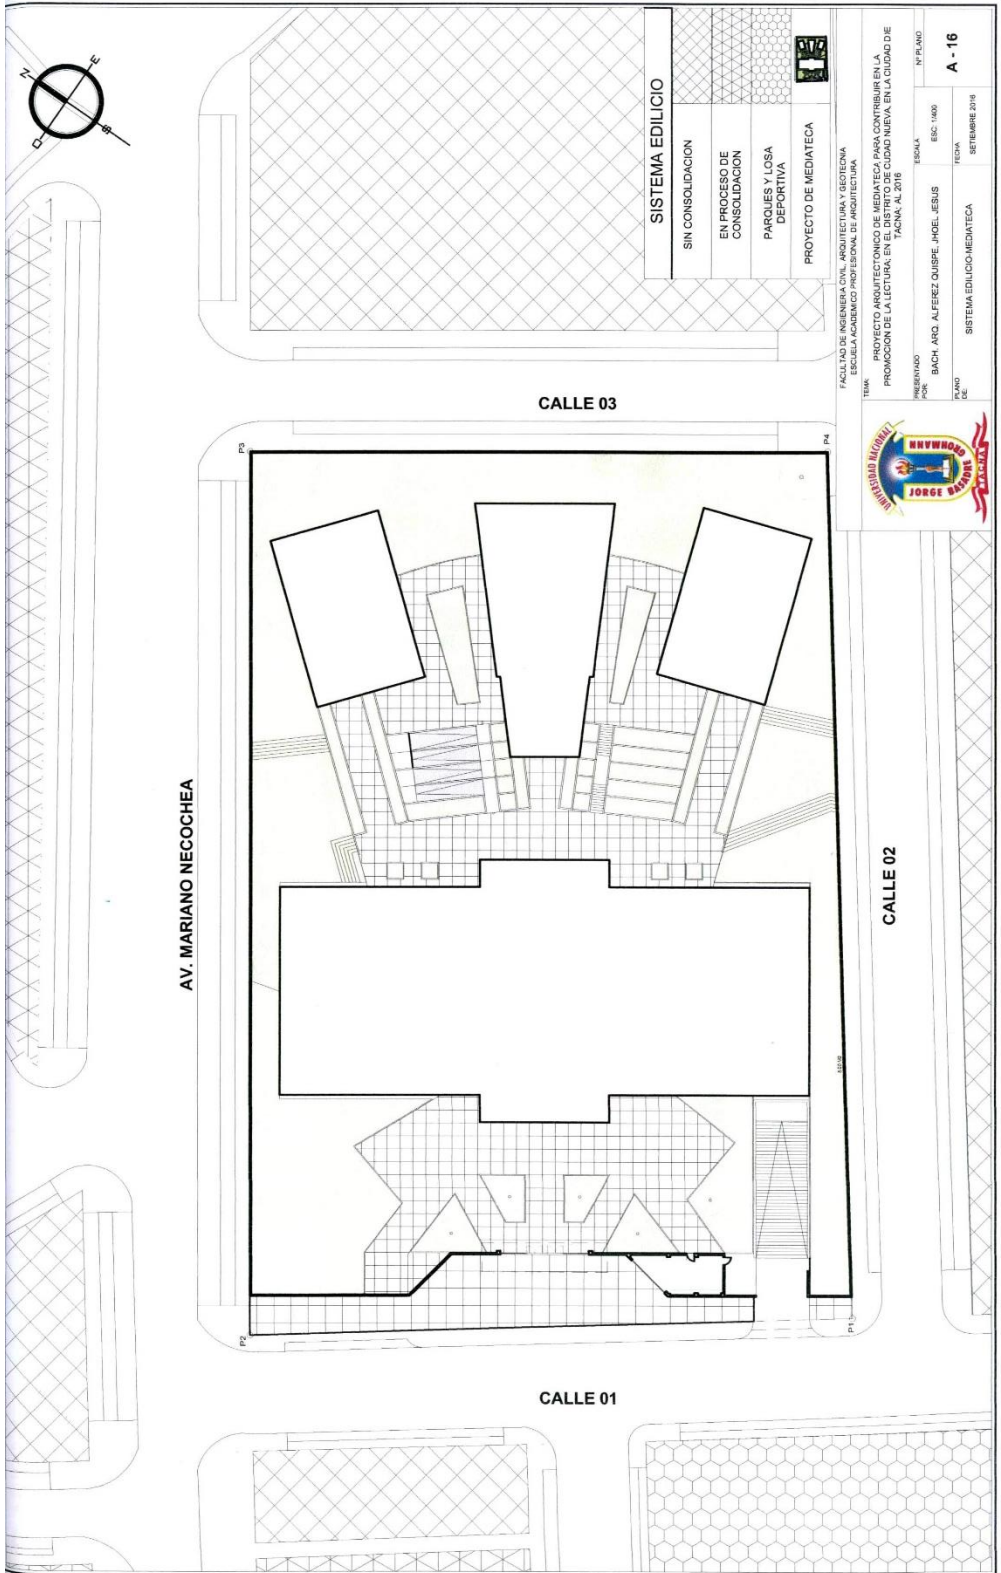 N
E
S
O
SISTEMA EDILICIO
SIN CONSOLIDACION
EN PROCESO DE
CONSOLIDACION
PARQUES Y LOSA
DEPORTIVA
PROYECTO DE MEDIATECA
FACULTAD DE INGENIERIA CIVIL, ARQUITECTURA Y GEOTECNIA
ESCUELA ACADEMICO PROFESIONAL DE ARQUITECTURA
TEMA:
PROYECTO ARQUITECTONICO DE MEDIATECA, PARA CONTRIBUIR EN LA
PROMOCION DE LA LECTURA; EN EL DISTRITO DE CUIDAD NUEVA, EN LA CIUDAD DIE
TACNA; AL 2016
PRESENTADO
POR:
BACH. ARQ. ALFEREZ QUISPE, JHOEL JESUS
ESCALA
ESC: 1/400
Nº PLANO
A - 16
PLANO
DE:
SISTEMA EDILICIO-MEDIATECA
FECHA
SETIEMBRE 2016
UNIVERSIDAD NACIONAL
JORGE BASADRE
GROHMANN
TACNA
CALLE 03
P3
P4
AV. MARIANO NECOCHEA
CALLE 02
P2
P1
CALLE 01